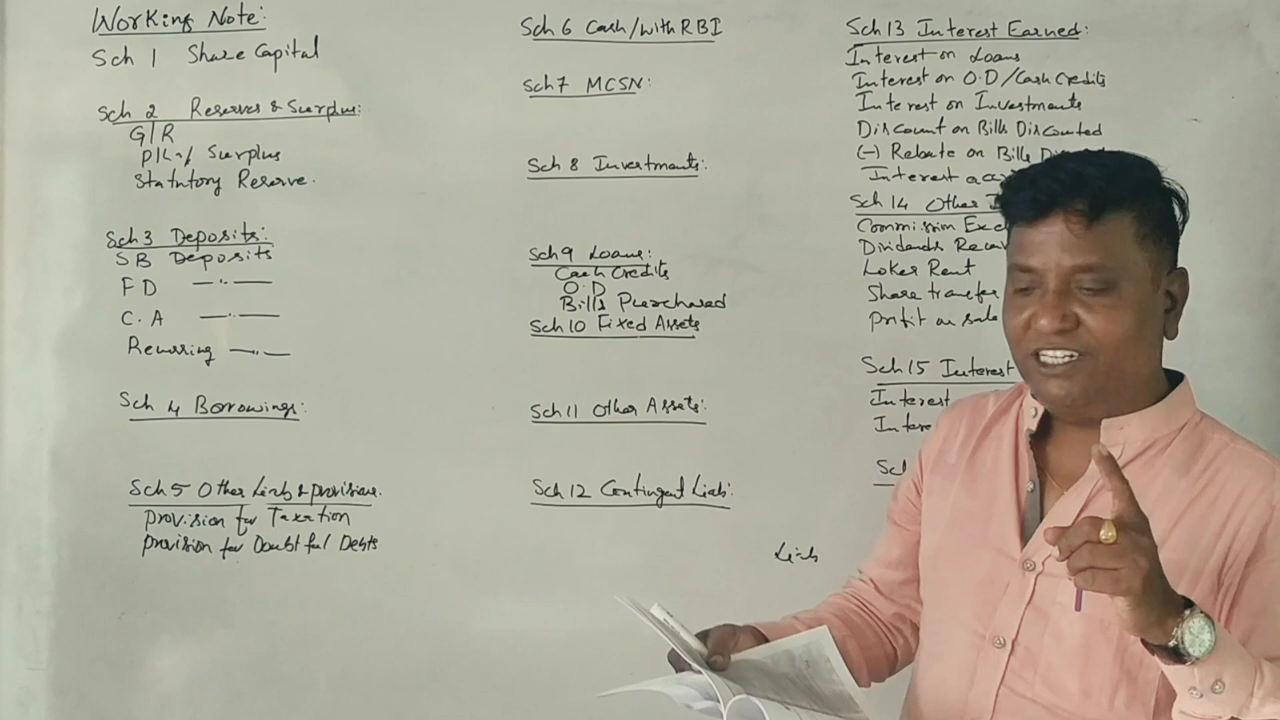 Working Note:
Sch 1 Share Capital
Sch 2 Reserves & Surplus:
G/R
P/L a/ Surplus
Statutory Reserve.
Sch 3 Deposits:
SB Deposits
FD —"—
C.A —"—
Recurring —"—
Sch 4 Borrowings:
Sch 5 Other Liab & provisions.
provision for Taxation
provision for Doubtful Debts
Sch 6 Cash/with RBI
Sch 7 MCSN:
Sch 8 Investments:
Sch 9 Loans:
Cash Credits
O.D
Bills Purchased
Sch 10 Fixed Assets
Sch 11 Other Assets:
Sch 12 Contingent Liab:
Liab
Sch 13 Interest Earned:
Interest on Loans
Interest on O.D/Cash Credits
Interest on Investments
Discount on Bills Discounted
(-) Rebate on Bills
Interest
Sch 14 Other
Commission
Dividends
Loker Rent
Share transfer
Profit on sale
Sch 15 Interest
Interest